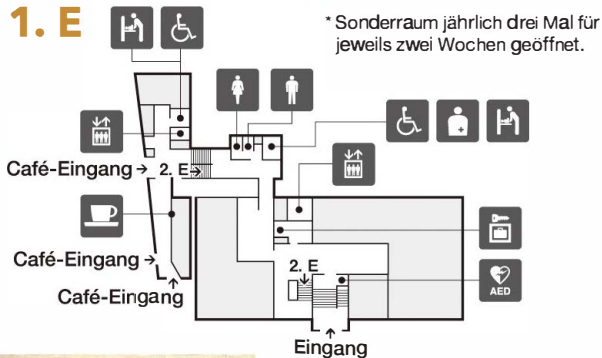 1. E
* Sonderraum jährlich drei Mal für
jeweils zwei Wochen geöffnet.
Café-Eingang
2. E
Café-Eingang
Café-Eingang
2. E
AED
Eingang